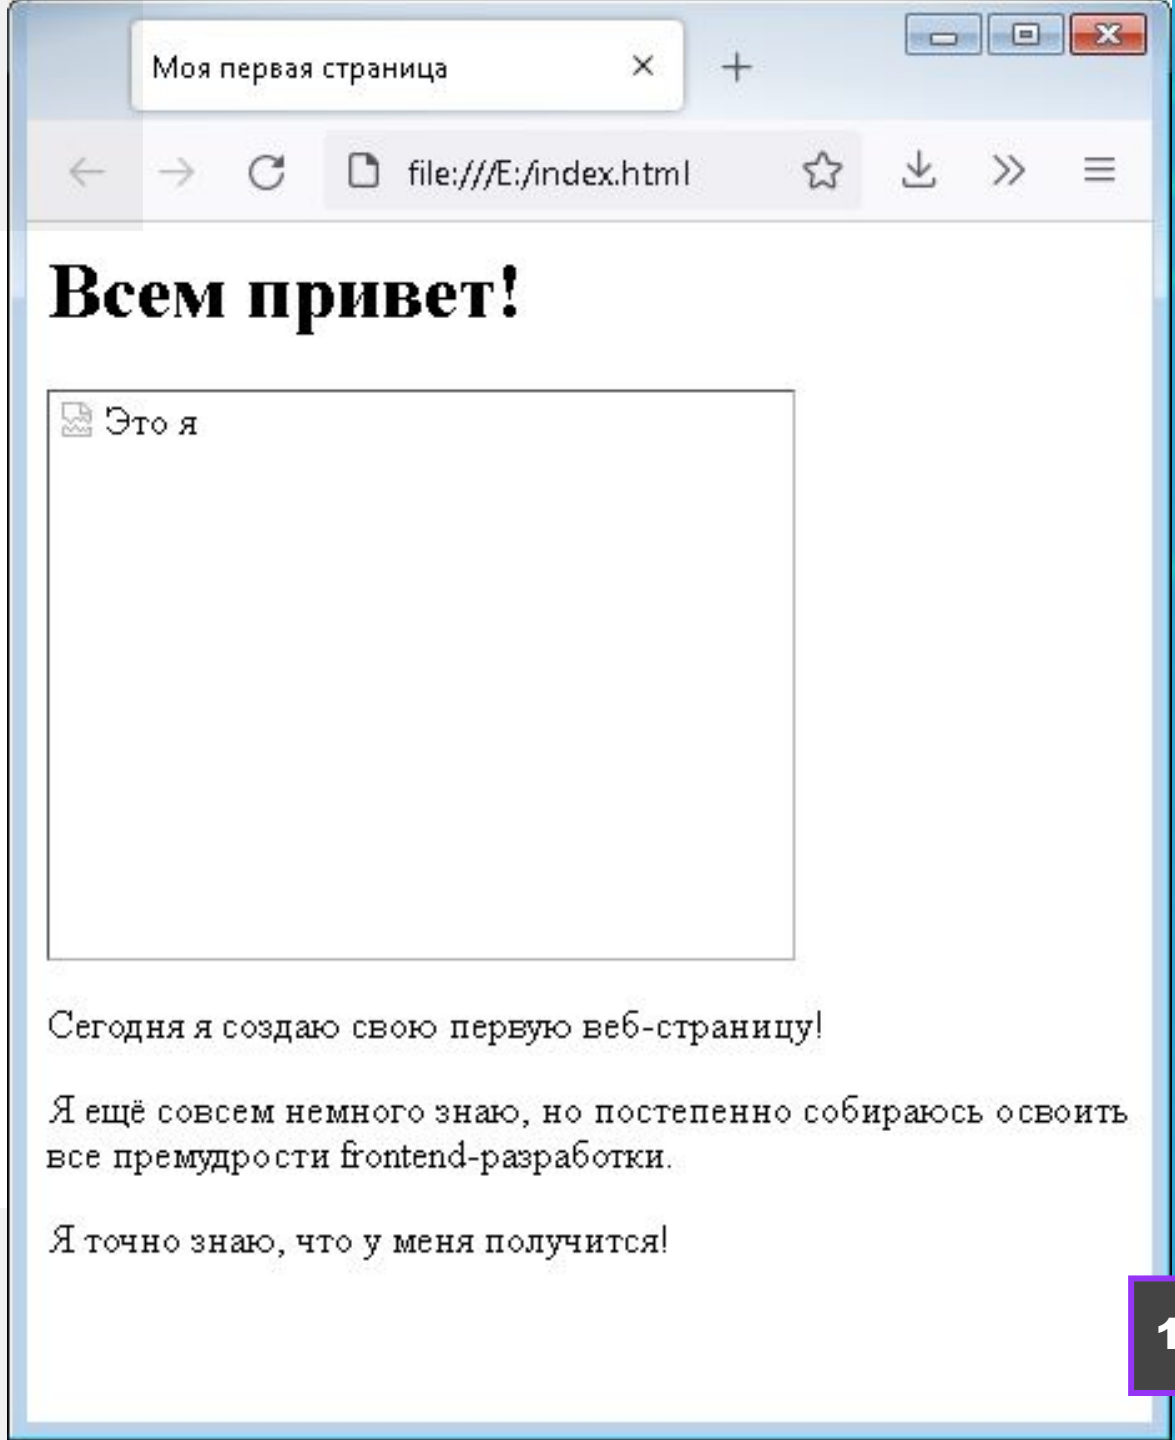 Моя первая страница
file:///E:/index.html
Всем привет!
Это я
Сегодня я создаю свою первую веб-страницу!
Я ещё совсем немного знаю, но постепенно собираюсь освоить
все премудрости frontend-разработки.
Я точно знаю, что у меня получится!
1